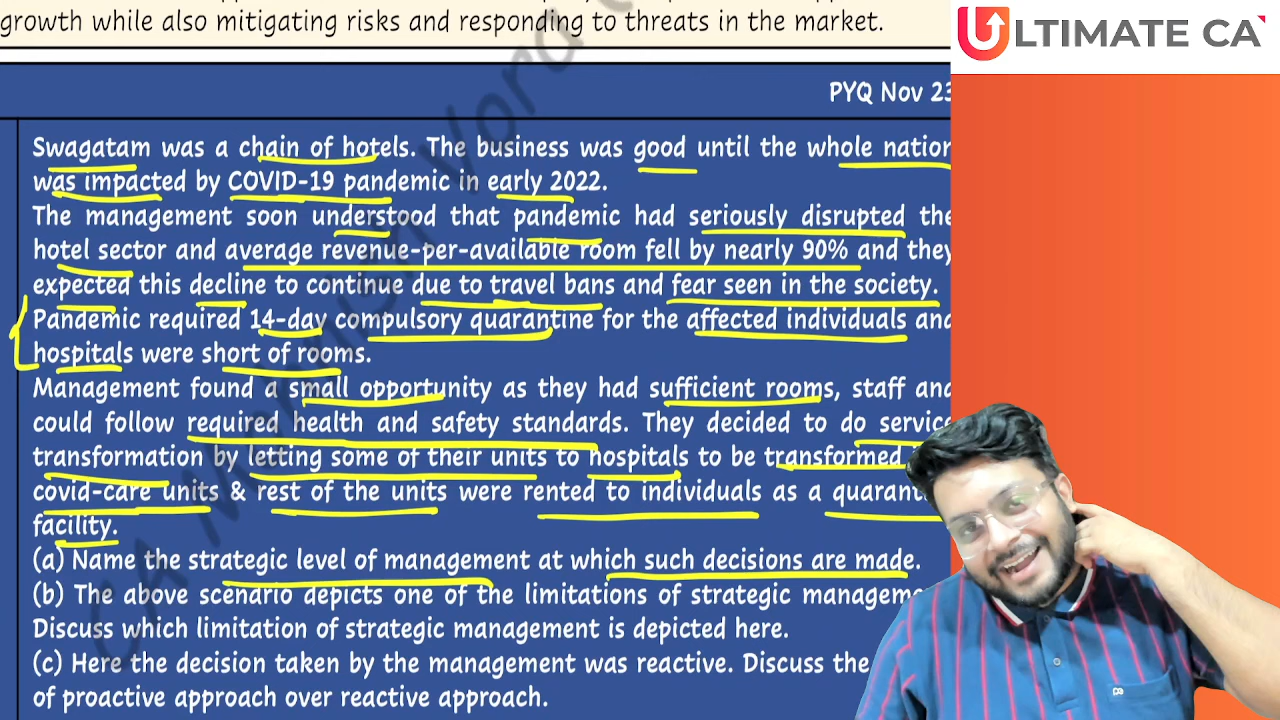 growth while also mitigating risks and responding to threats in the market.
ULTIMATE CA
PYQ Nov 23
Swagatam was a chain of hotels. The business was good until the whole nation
was impacted by COVID-19 pandemic in early 2022.
The management soon understood that pandemic had seriously disrupted the
hotel sector and average revenue-per-available room fell by nearly 90% and they
expected this decline to continue due to travel bans and fear seen in the society.
Pandemic required 14-day compulsory quarantine for the affected individuals and
hospitals were short of rooms.
Management found a small opportunity as they had sufficient rooms, staff and
could follow required health and safety standards. They decided to do service
transformation by letting some of their units to hospitals to be transformed
covid-care units & rest of the units were rented to individuals as a
facility.
(a) Name the strategic level of management at which such decisions are made.
(b) The above scenario depicts one of the limitations of strategic
Discuss which limitation of strategic management is depicted here.
(c) Here the decision taken by the management was reactive. Discuss the
of proactive approach over reactive approach.